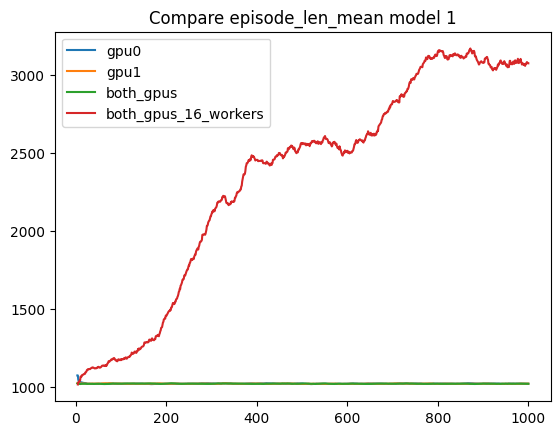 Compare episode_len_mean model 1
gpu0
gpu1
both_gpus
both_gpus_16_workers
3000
2500
2000
1500
1000
0
200
400
600
800
1000